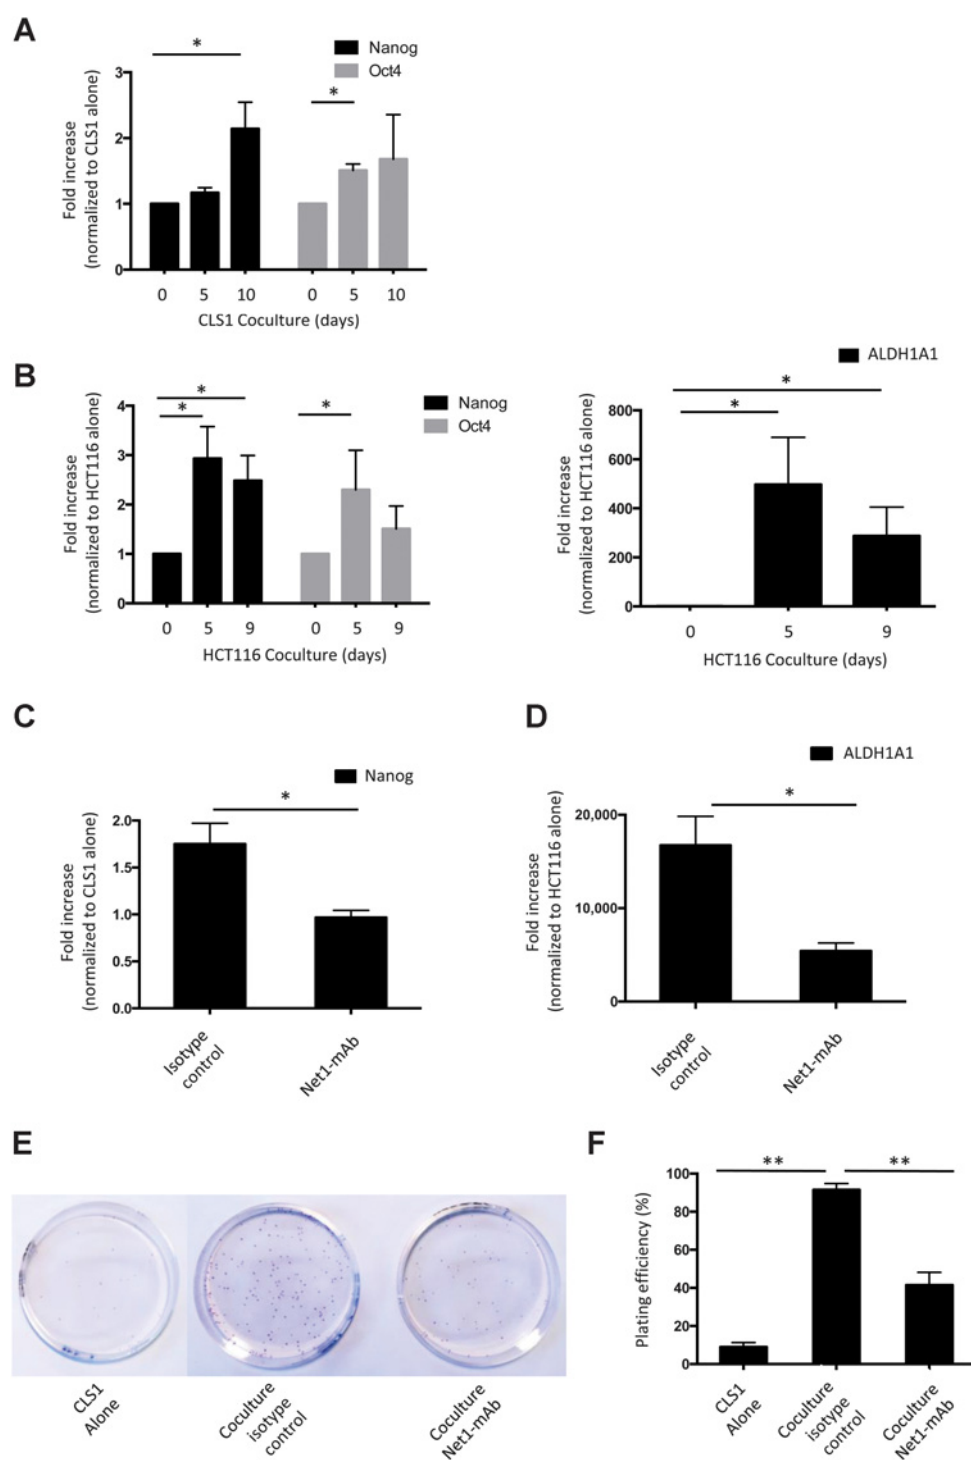 A
*
Nanog
Oct4
*
Fold increase
(normalized to CLS1 alone)
3
2
1
0
0 5 10 0 5 10
CLS1 Coculture (days)
B
*
*
*
Nanog
Oct4
Fold increase
(normalized to HCT116 alone)
4
3
2
1
0
0 5 9 0 5 9
HCT116 Coculture (days)
ALDH1A1
*
*
Fold increase
(normalized to HCT116 alone)
800
600
400
200
0
0 5 9
HCT116 Coculture (days)
C
Nanog
*
Fold increase
(normalized to CLS1 alone)
2.0
1.5
1.0
0.5
0.0
Isotype
control
Net1-mAb
D
ALDH1A1
*
Fold increase
(normalized to HCT116 alone)
20,000
10,000
0
Isotype
control
Net1-mAb
E
CLS1
Alone
Coculture
isotype
control
Coculture
Net1-mAb
F
** **
Plating efficiency (%)
100
80
60
40
20
0
CLS1
Alone
Coculture
isotype
control
Coculture
Net1-mAb